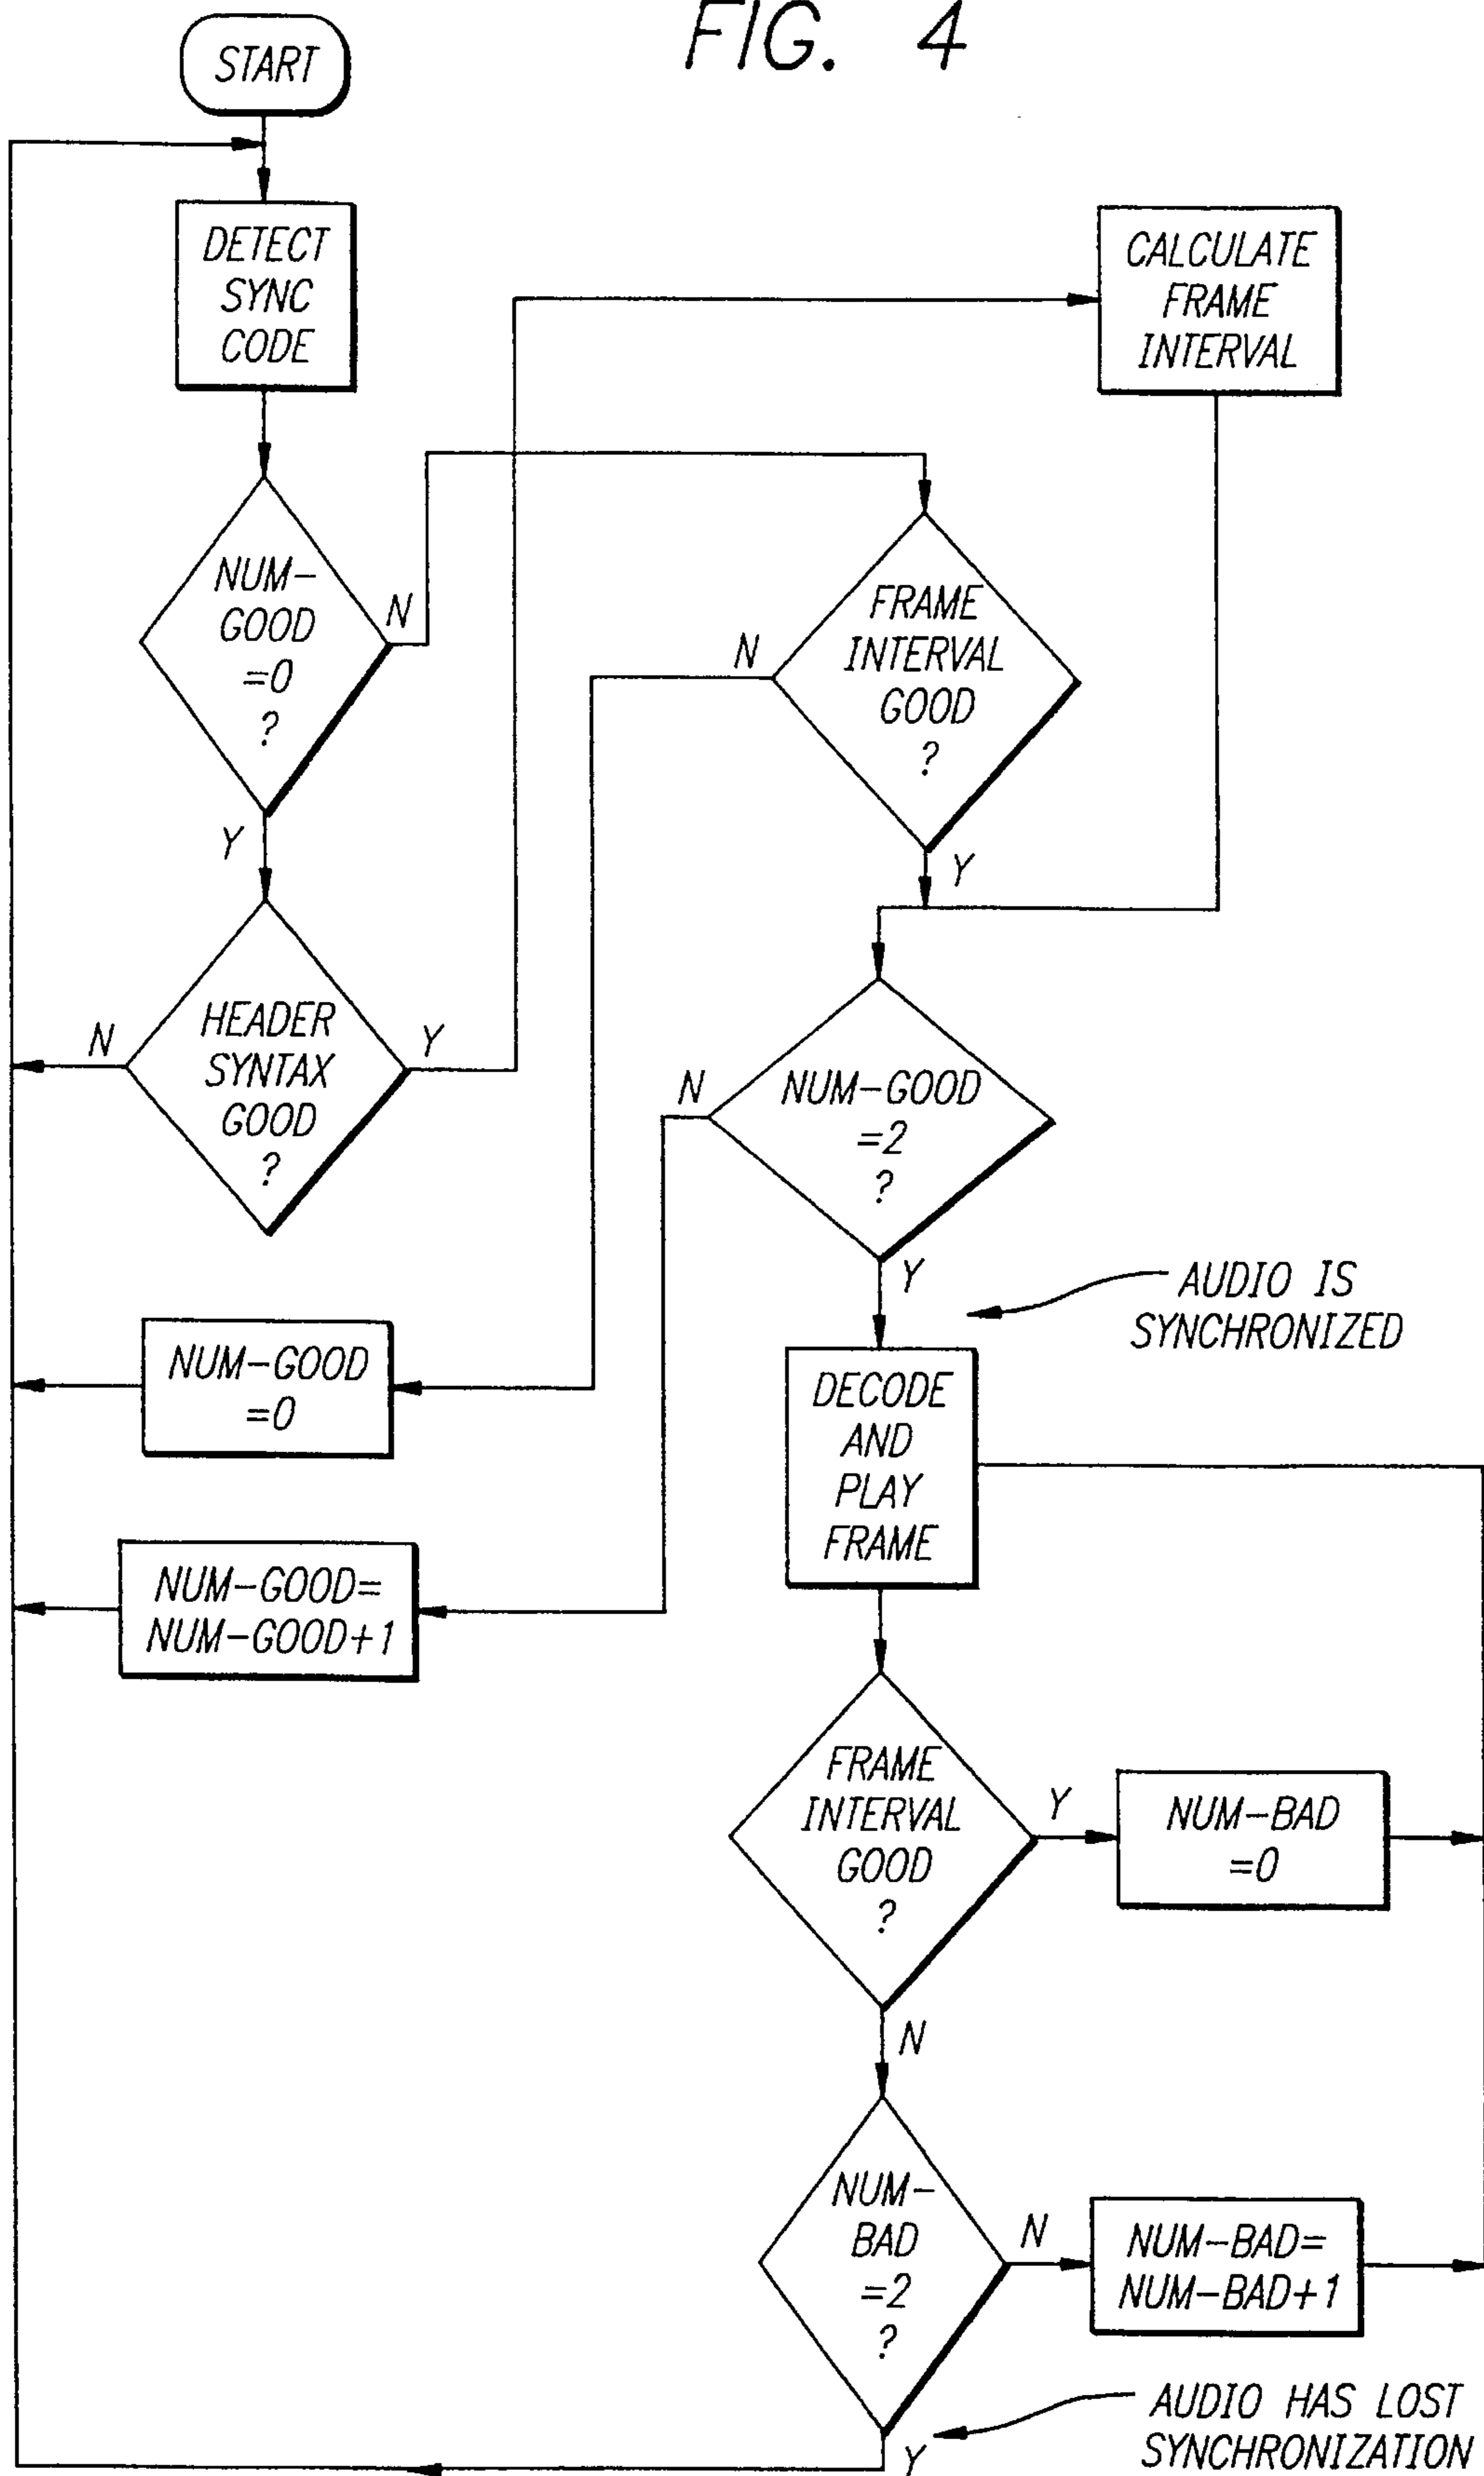 FIG. 4
START
DETECT
SYNC
CODE
CALCULATE
FRAME
INTERVAL
NUM-
GOOD
=0
?
N
Y
FRAME
INTERVAL
GOOD
?
N
Y
HEADER
SYNTAX
GOOD
?
N
Y
NUM-GOOD
=2
?
N
Y
AUDIO IS
SYNCHRONIZED
NUM-GOOD
=0
DECODE
AND
PLAY
FRAME
NUM-GOOD=
NUM-GOOD+1
FRAME
INTERVAL
GOOD
?
Y
N
NUM-BAD
=0
NUM-
BAD
=2
?
N
Y
NUM-BAD=
NUM-BAD+1
AUDIO HAS LOST
SYNCHRONIZATION